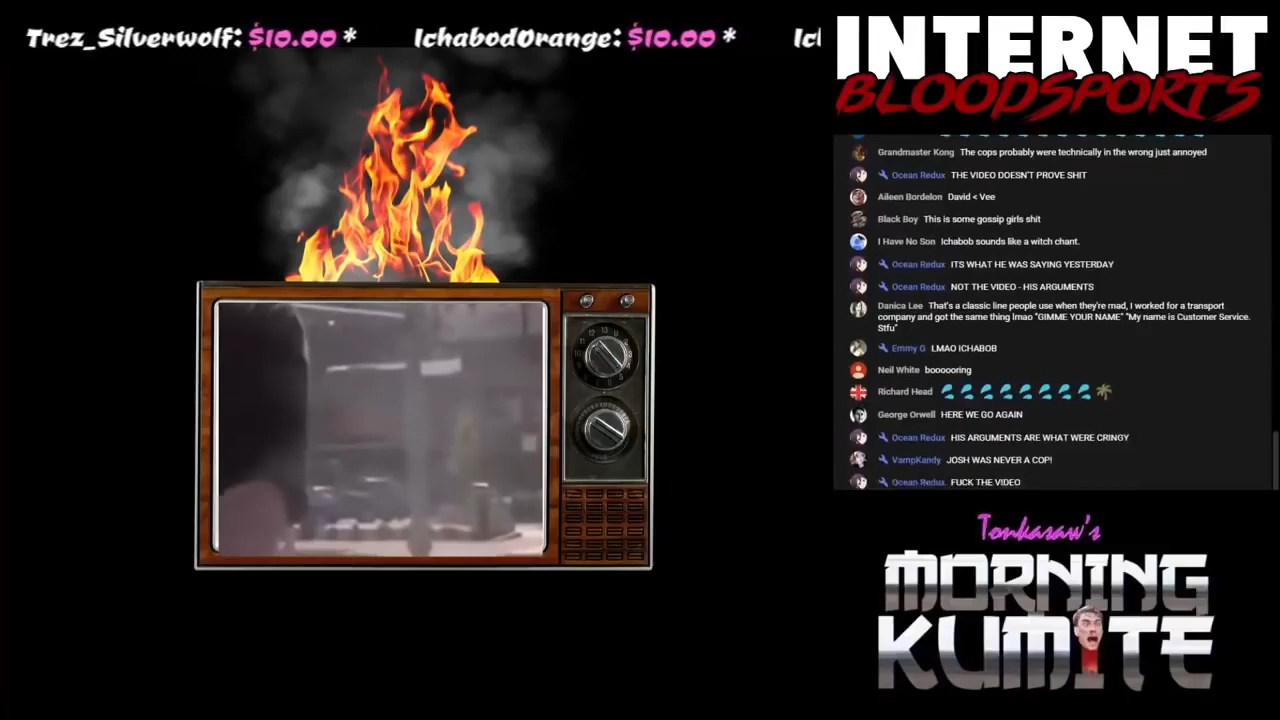 Trez_Silverwolf: $10.00 * IchabodOrange: $10.00 * Ich
INTERNET
BLOODSPORTS
Grandmaster Kong The cops probably were technically in the wrong just annoyed
Ocean Redux THE VIDEO DOESN'T PROVE SHIT
Aileen Bordelon David < Vee
Black Boy This is some gossip girls shit
I Have No Son Ichabob sounds like a witch chant.
Ocean Redux ITS WHAT HE WAS SAYING YESTERDAY
Ocean Redux NOT THE VIDEO - HIS ARGUMENTS
Danica Lee That's a classic line people use when they're mad, I worked for a transport
company and got the same thing lmao "GIMME YOUR NAME" "My name is Customer Service.
Stfu"
Emmy G LMAO ICHABOB
Neil White boooooring
Richard Head
George Orwell HERE WE GO AGAIN
Ocean Redux HIS ARGUMENTS ARE WHAT WERE CRINGY
VampKandy JOSH WAS NEVER A COP!
Ocean Redux FUCK THE VIDEO
Tonkasaw's
MORNING
KUMITE